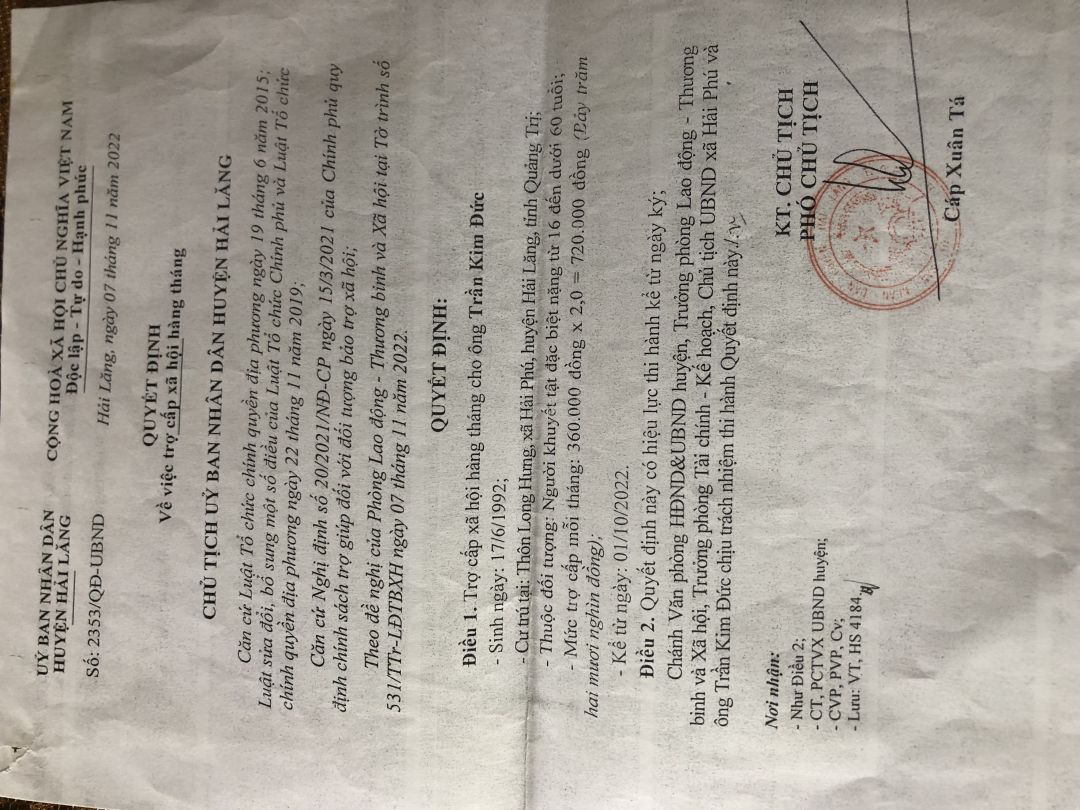 UỶ BAN NHÂN DÂN
HUYỆN HẢI LĂNG
CỘNG HOÀ XÃ HỘI CHỦ NGHĨA VIỆT NAM
Độc lập - Tự do - Hạnh phúc
Số: 2353/QĐ-UBND
Hải Lăng, ngày 07 tháng 11 năm 2022
QUYẾT ĐỊNH
Về việc trợ cấp xã hội hàng tháng
CHỦ TỊCH UỶ BAN NHÂN DÂN HUYỆN HẢI LĂNG
Căn cứ Luật Tổ chức chính quyền địa phương ngày 19 tháng 6 năm 2015;
Luật sửa đổi, bổ sung một số điều của Luật Tổ chức Chính phủ và Luật Tổ chức
chính quyền địa phương ngày 22 tháng 11 năm 2019;
Căn cứ Nghị định số 20/2021/NĐ-CP ngày 15/3/2021 của Chính phủ quy
định chính sách trợ giúp đối với đối tượng bảo trợ xã hội;
Theo đề nghị của Phòng Lao động - Thương binh và Xã hội tại Tờ trình số
531/TTr-LĐTBXH ngày 07 tháng 11 năm 2022.
QUYẾT ĐỊNH:
Điều 1. Trợ cấp xã hội hàng tháng cho ông Trần Kim Đức
- Sinh ngày: 17/6/1992;
- Cư trú tại: Thôn Long Hưng, xã Hải Phú, huyện Hải Lăng, tỉnh Quảng Trị;
- Thuộc đối tượng: Người khuyết tật đặc biệt nặng từ 16 đến dưới 60 tuổi;
- Mức trợ cấp mỗi tháng: 360.000 đồng x 2,0 = 720.000 đồng (Bảy trăm
hai mươi nghìn đồng);
- Kể từ ngày: 01/10/2022.
Điều 2. Quyết định này có hiệu lực thi hành kể từ ngày ký;
Chánh Văn phòng HĐND&UBND huyện, Trưởng phòng Lao động - Thương
binh và Xã hội, Trưởng phòng Tài chính - Kế hoạch, Chủ tịch UBND xã Hải Phú và
ông Trần Kim Đức chịu trách nhiệm thi hành Quyết định này./.
Nơi nhận:
- Như Điều 2;
- CT, PCTVX UBND huyện;
- CVP, PVP, Cv;
- Lưu: VT, HS 4184
KT. CHỦ TỊCH
PHÓ CHỦ TỊCH
Cáp Xuân Tá